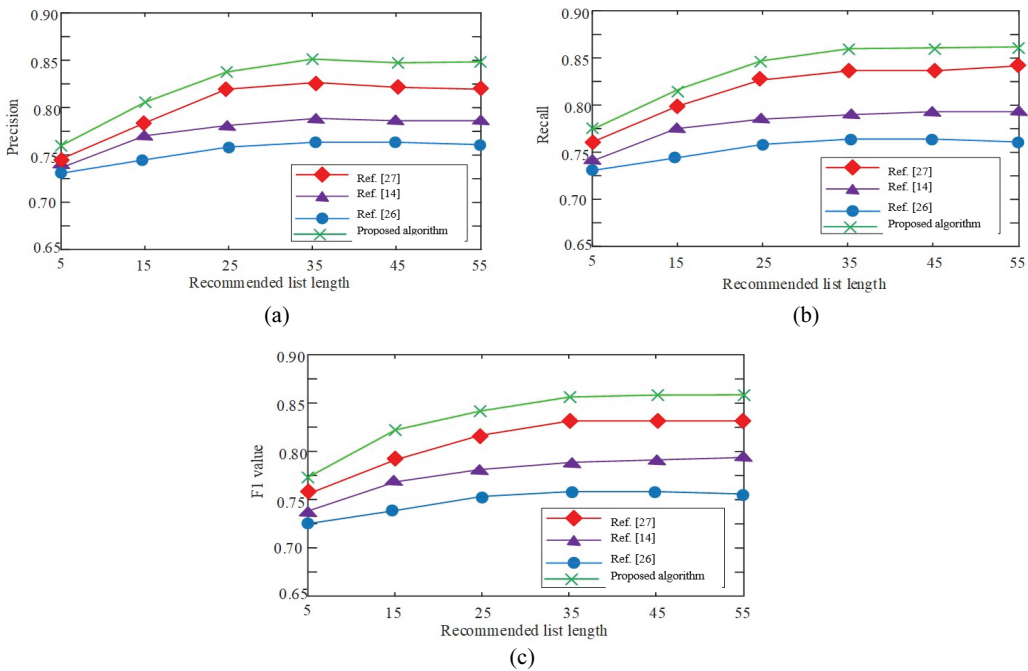 0.90
0.85
0.80
0.75
0.70
0.65
Precision
Ref. [27]
Ref. [14]
Ref. [26]
Proposed algorithm
5 15 25 35 45 55
Recommended list length
(a)
0.90
0.85
0.80
0.75
0.70
0.65
Recall
Ref. [27]
Ref. [14]
Ref. [26]
Proposed algorithm
5 15 25 35 45 55
Recommended list length
(b)
0.90
0.85
0.80
0.75
0.70
0.65
F1 value
Ref. [27]
Ref. [14]
Ref. [26]
Proposed algorithm
5 15 25 35 45 55
Recommended list length
(c)